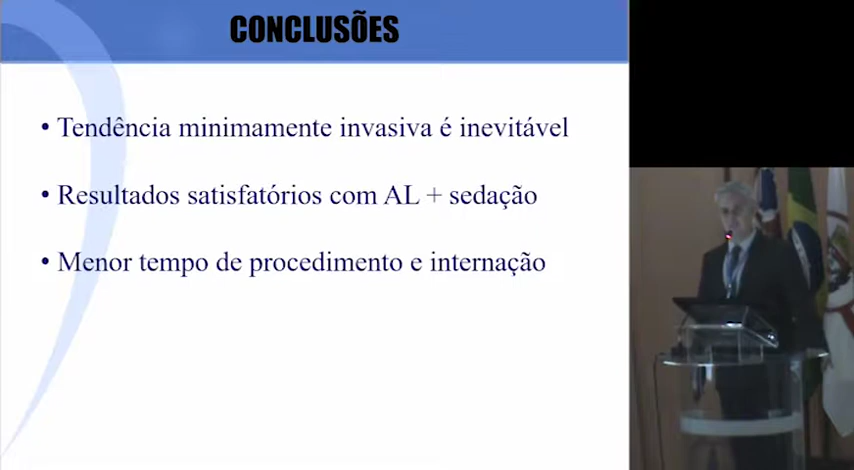 CONCLUSÕES
• Tendência minimamente invasiva é inevitável
• Resultados satisfatórios com AL + sedação
• Menor tempo de procedimento e internação